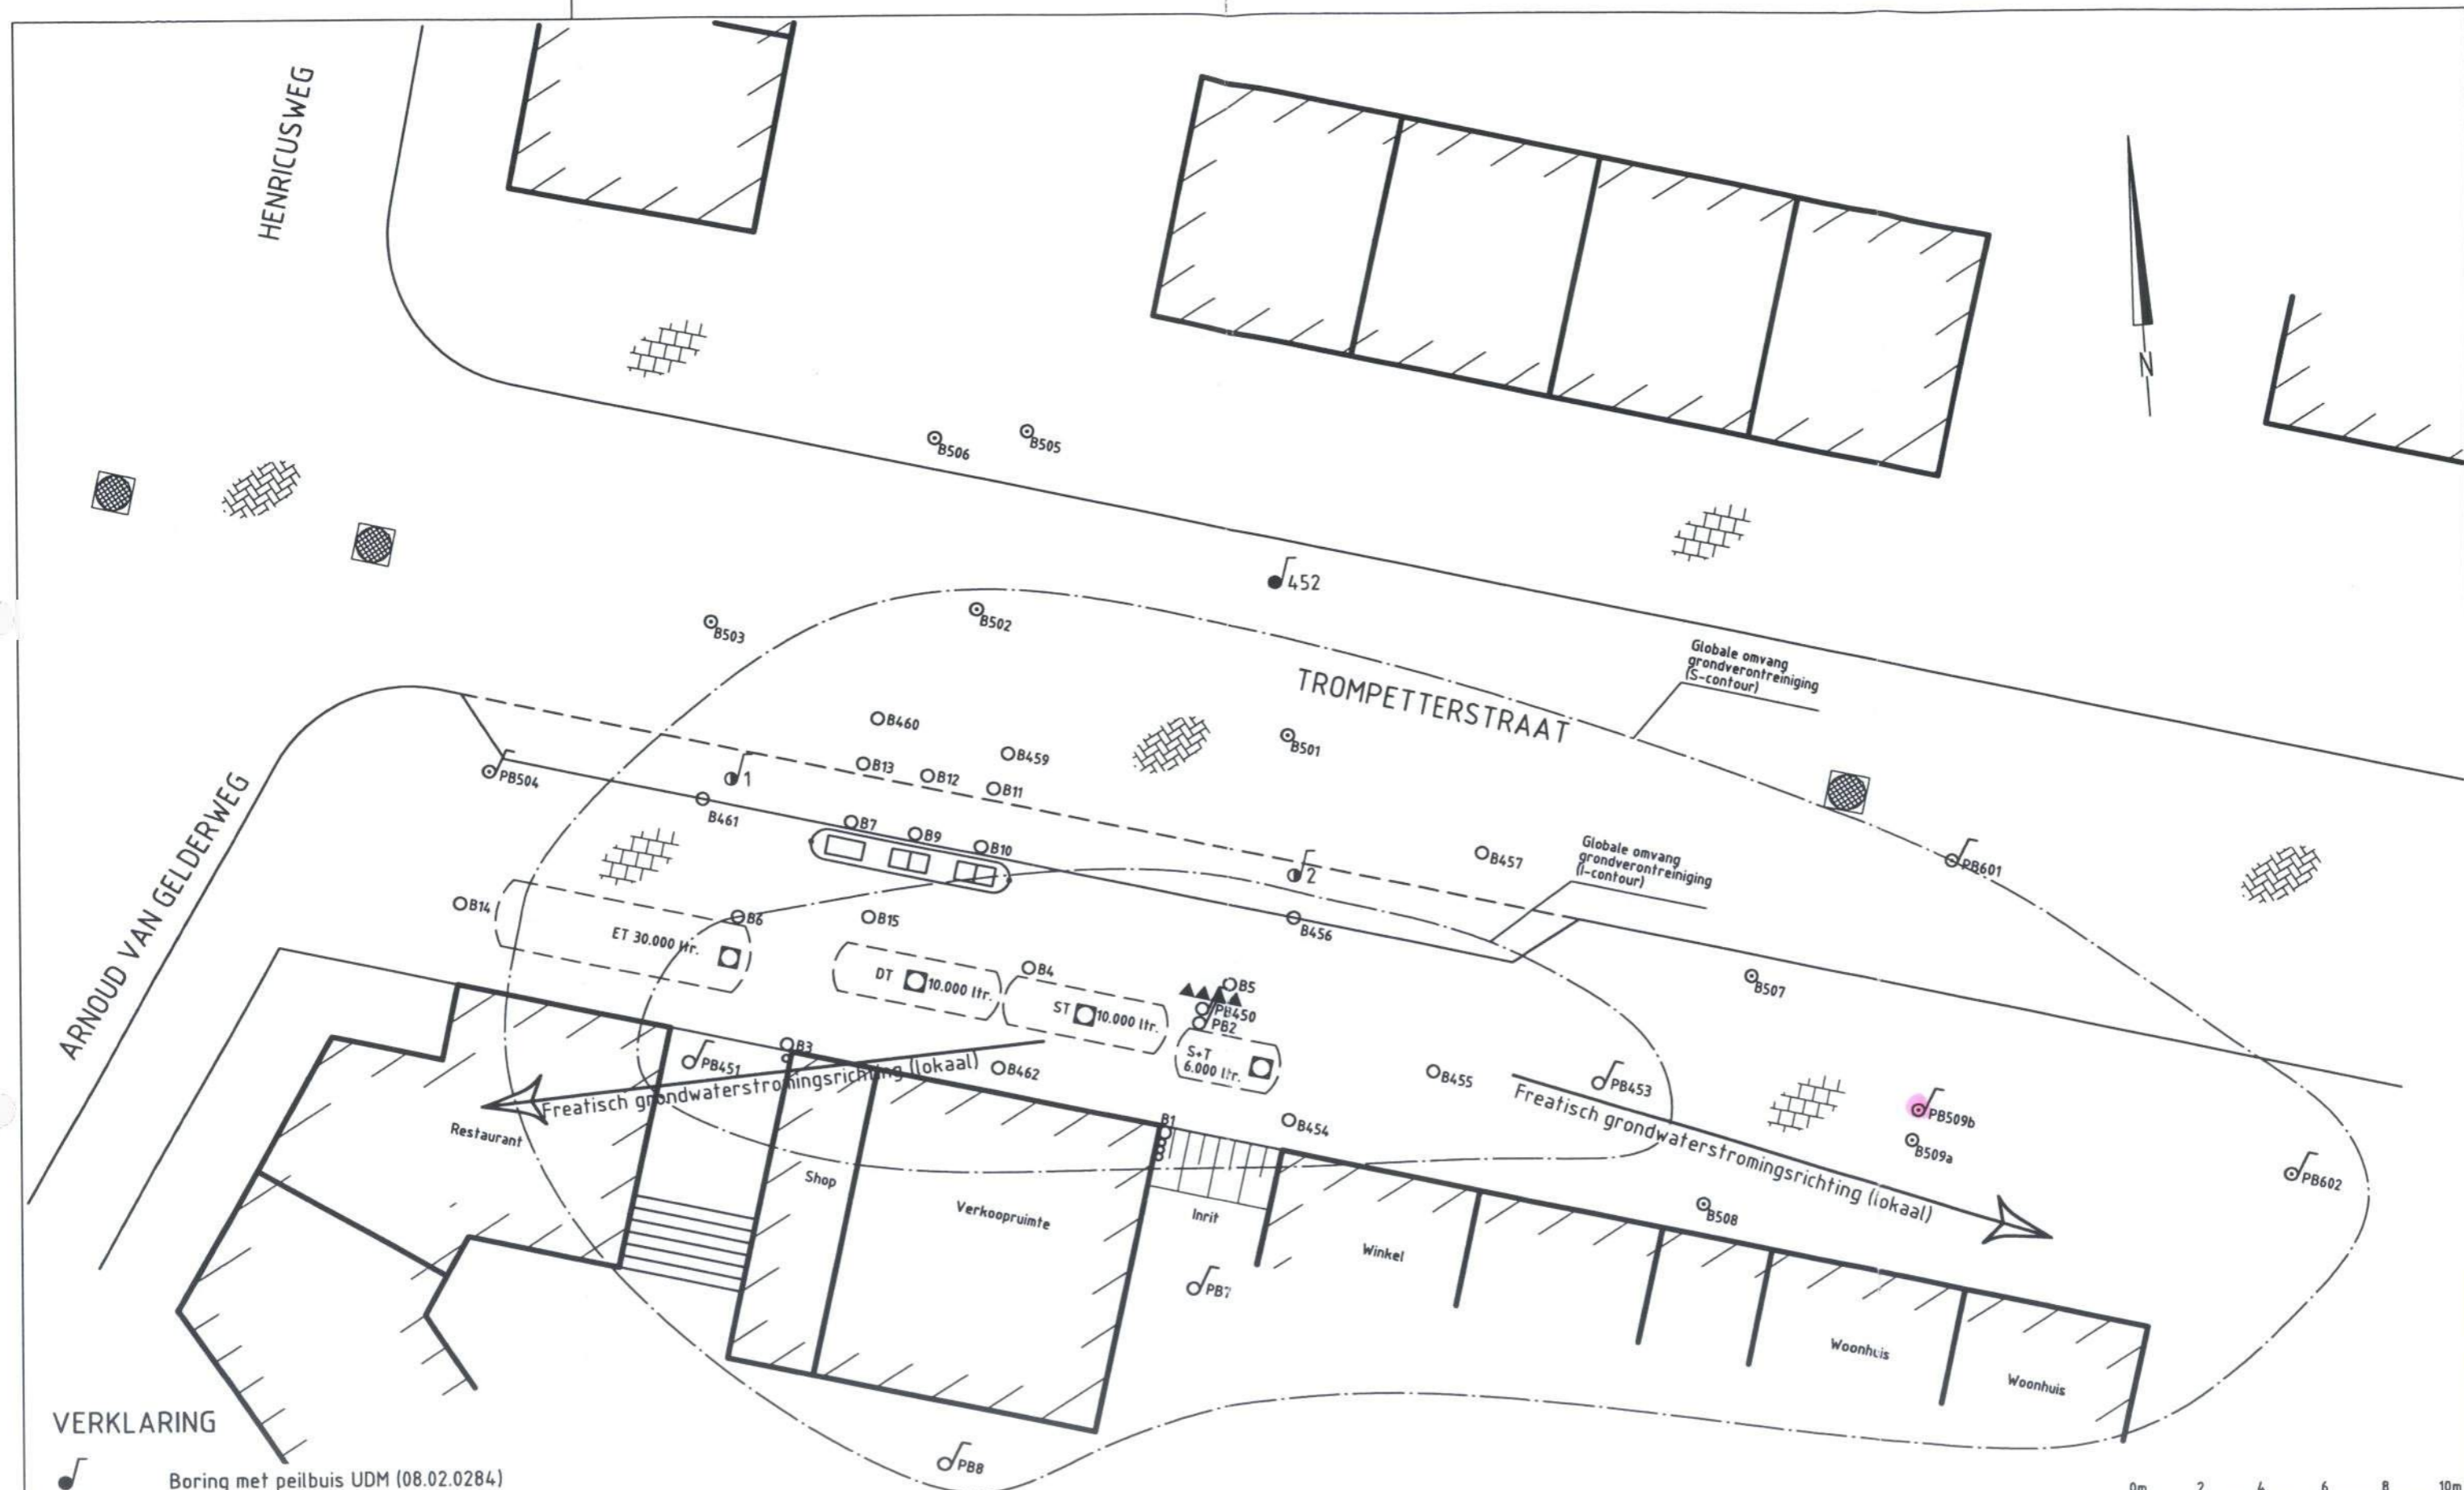 HENRICUSWEG
N
B506
B505
452
B503
B502
Globale omvang
grondverontreiniging
(S-contour)
TROMPETTERSTRAAT
B460
B459
B501
B13
B12
B11
PB504
1
B461
B7
B9
B10
2
B457
Globale omvang
grondverontreiniging
(I-contour)
PB601
ARNOUD VAN GELDERWEG
B14
B6
B15
B456
ET 30.000 ltr.
DT
10.000 ltr.
B4
ST
10.000 ltr.
B5
PB450
PB2
B507
S+T
6.000 ltr.
B3
PB451
B462
B455
PB453
Freatisch grondwaterstromingsrichting (lokaal)
Freatisch grondwaterstromingsrichting (lokaal)
PB509b
B509a
B1
B454
PB602
Restaurant
Shop
Verkoopruimte
Inrit
B508
Winkel
PB7
Woonhuis
Woonhuis
VERKLARING
PB8
Boring met peilbuis UDM (08.02.0284)
0m 2 4 6 8 10m